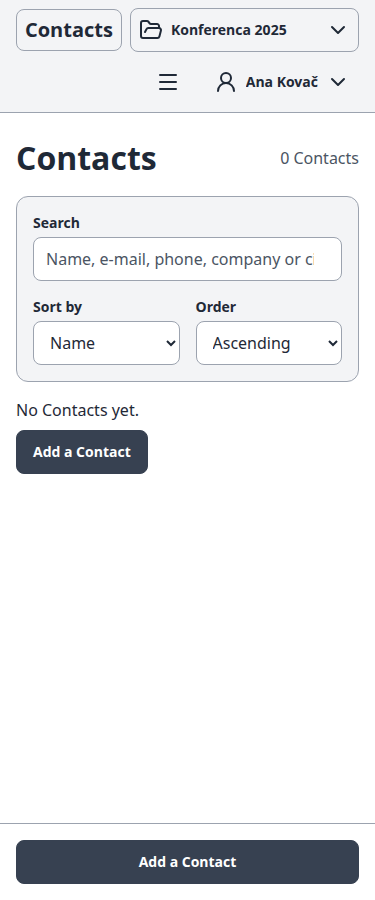 Contacts
Konferenca 2025
Ana Kovač
Contacts
0 Contacts
Search
Name, e-mail, phone, company or c
Sort by
Order
Name
Ascending
No Contacts yet.
Add a Contact
Add a Contact